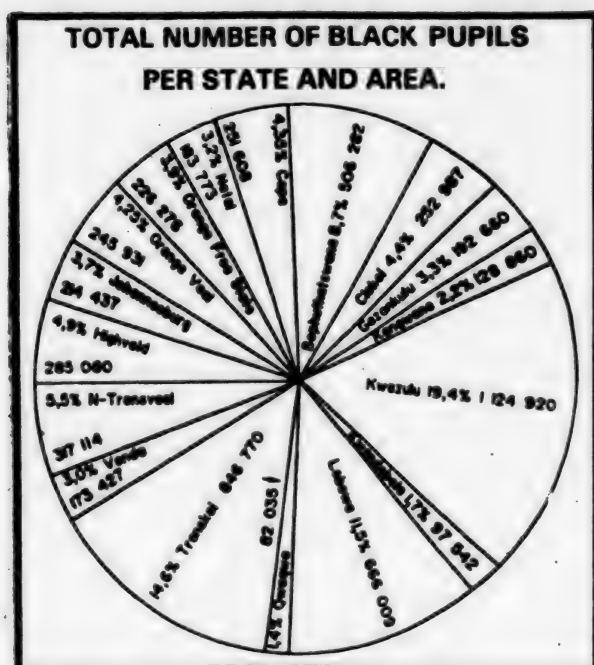 TOTAL NUMBER OF BLACK PUPILS
PER STATE AND AREA.
Bophuthatswana 8,7% 506 262
Ciskei 4,4% 252 987
Gazankulu 3,3% 192 660
Kangwane 2,2% 128 860
Kwazulu 19,4% 1 124 920
1,7% 97 542
Lebowa 11,5% 666 009
1,4% Qwaqwa
82 035
14,6% Transkei 846 770
3,0% Venda
173 427
5,5% N-Transvaal
317 114
4,9% Highveld
285 060
3,7% Johannesburg
214 437
4,25% Orange Vaal
245 931
3,9% Orange Free State
226 276
3,2% Natal
183 773
4,35% Cape
251 608